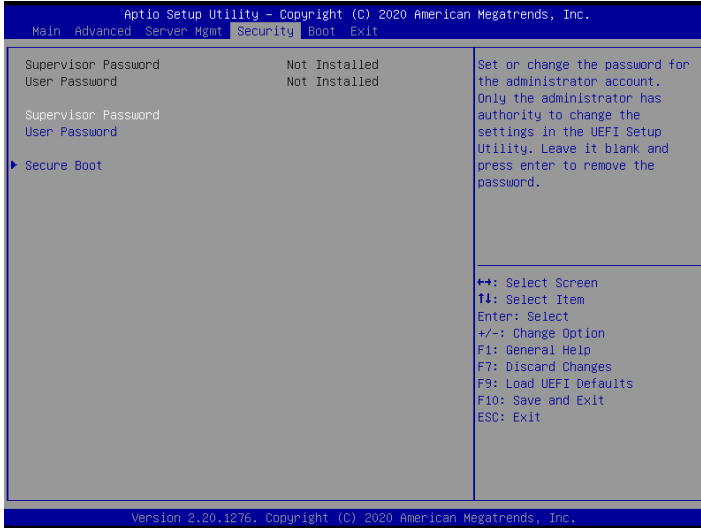 Aptio Setup Utility – Copyright (C) 2020 American Megatrends, Inc.
Main Advanced Server Mgmt Security Boot Exit
Supervisor Password Not Installed
User Password Not Installed
Supervisor Password
User Password
Secure Boot
Set or change the password for
the administrator account.
Only the administrator has
authority to change the
settings in the UEFI Setup
Utility. Leave it blank and
press enter to remove the
password.
↔: Select Screen
↑↓: Select Item
Enter: Select
+/-: Change Option
F1: General Help
F7: Discard Changes
F9: Load UEFI Defaults
F10: Save and Exit
ESC: Exit
Version 2.20.1276. Copyright (C) 2020 American Megatrends, Inc.